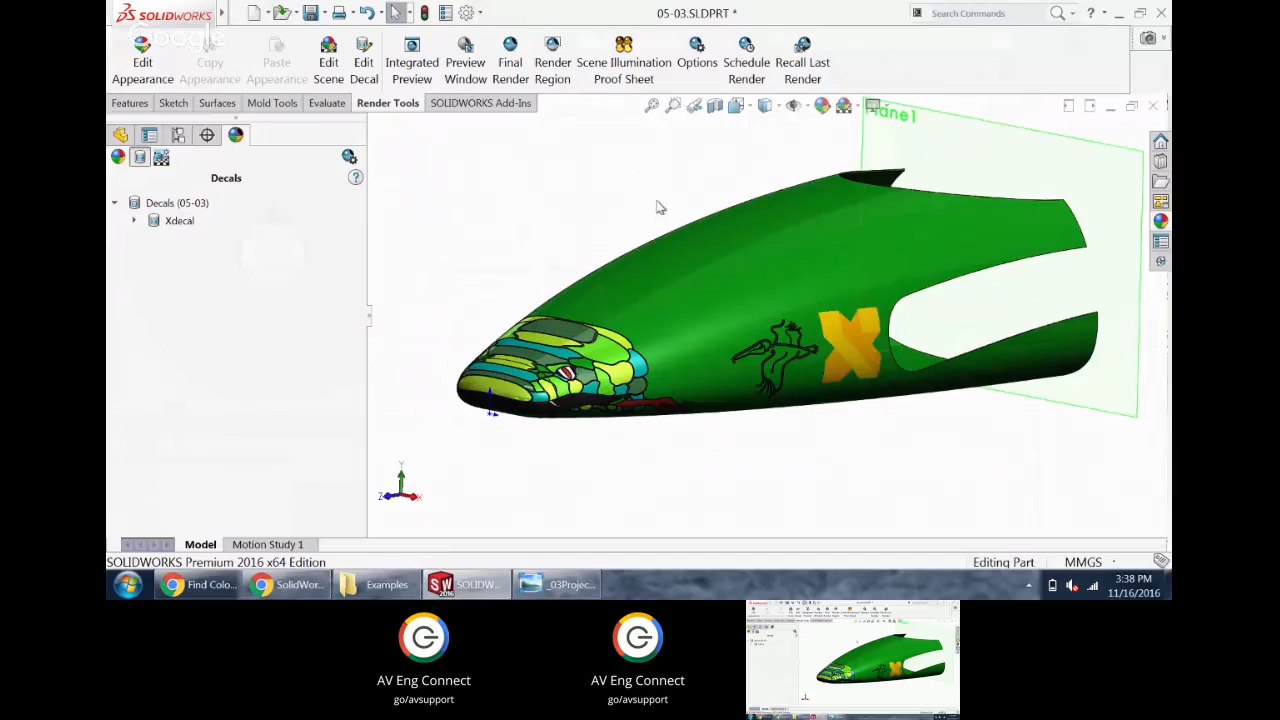 SOLIDWORKS
05-03.SLDPRT *
Search Commands
Google
Edit Appearance
Copy Appearance
Paste Appearance
Edit Scene
Edit Decal
Integrated Preview
Preview Window
Final Render
Render Region
Scene Illumination Proof Sheet
Options
Schedule Render
Recall Last Render
Features
Sketch
Surfaces
Mold Tools
Evaluate
Render Tools
SOLIDWORKS Add-Ins
Plane1
Decals
Decals (05-03)
Xdecal
X
Y
Z
X
Model
Motion Study 1
SOLIDWORKS Premium 2016 x64 Edition
Editing Part
MMGS
Find Colo...
SolidWor...
Examples
SW 2016
SOLIDW...
_03Projec...
3:38 PM
11/16/2016
AV Eng Connect
go/avsupport
AV Eng Connect
go/avsupport